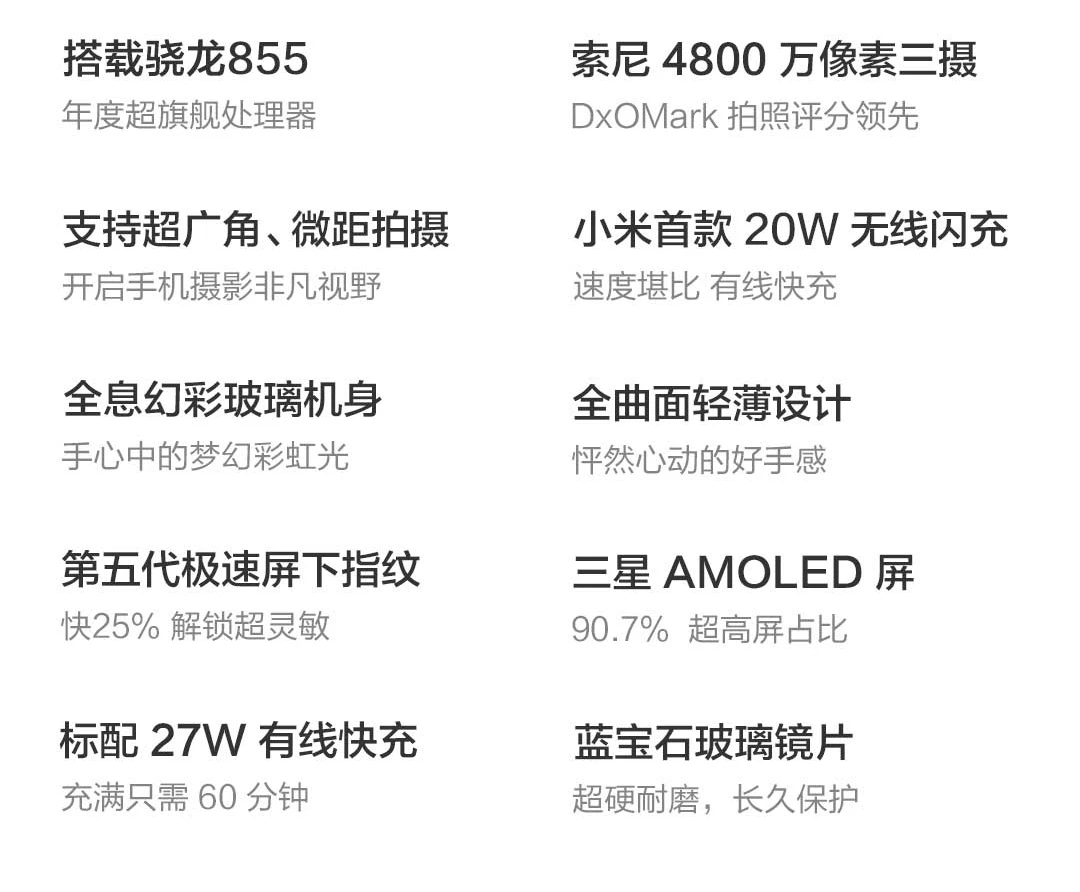 搭载骁龙855
年度超旗舰处理器
索尼 4800 万像素三摄
DxOMark 拍照评分领先
支持超广角、微距拍摄
开启手机摄影非凡视野
小米首款 20W 无线闪充
速度堪比 有线快充
全息幻彩玻璃机身
手心中的梦幻彩虹光
全曲面轻薄设计
怦然心动的好手感
第五代极速屏下指纹
快25% 解锁超灵敏
三星 AMOLED 屏
90.7% 超高屏占比
标配 27W 有线快充
充满只需 60 分钟
蓝宝石玻璃镜片
超硬耐磨，长久保护